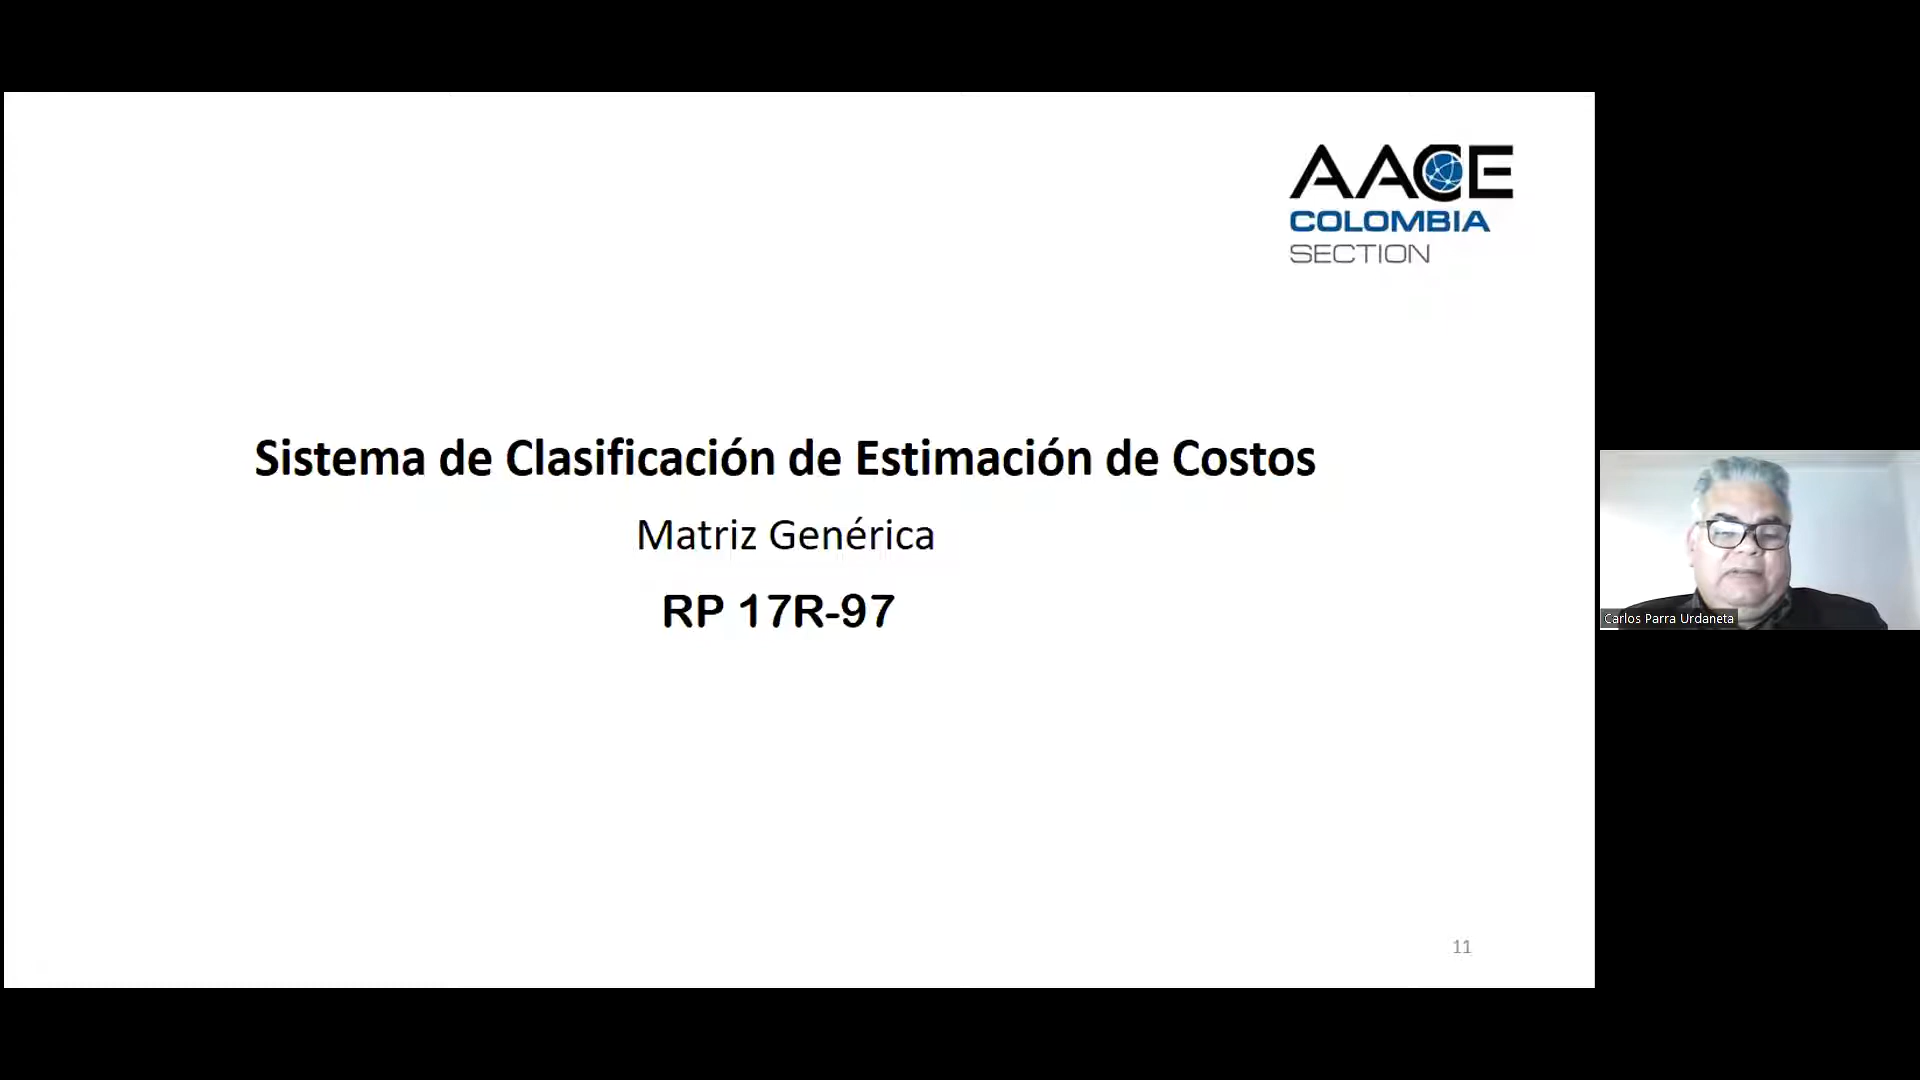 AACE
COLOMBIA
SECTION
Sistema de Clasificación de Estimación de Costos
Matriz Genérica
RP 17R-97
Carlos Parra Urdaneta
11